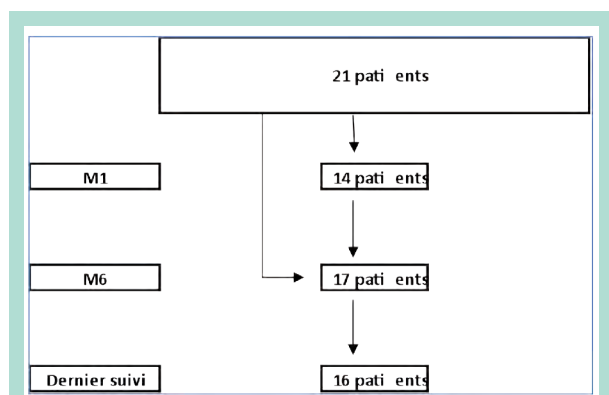 21 pati ents
M1
14 pati ents
M6
17 pati ents
Dernier suivi
16 pati ents